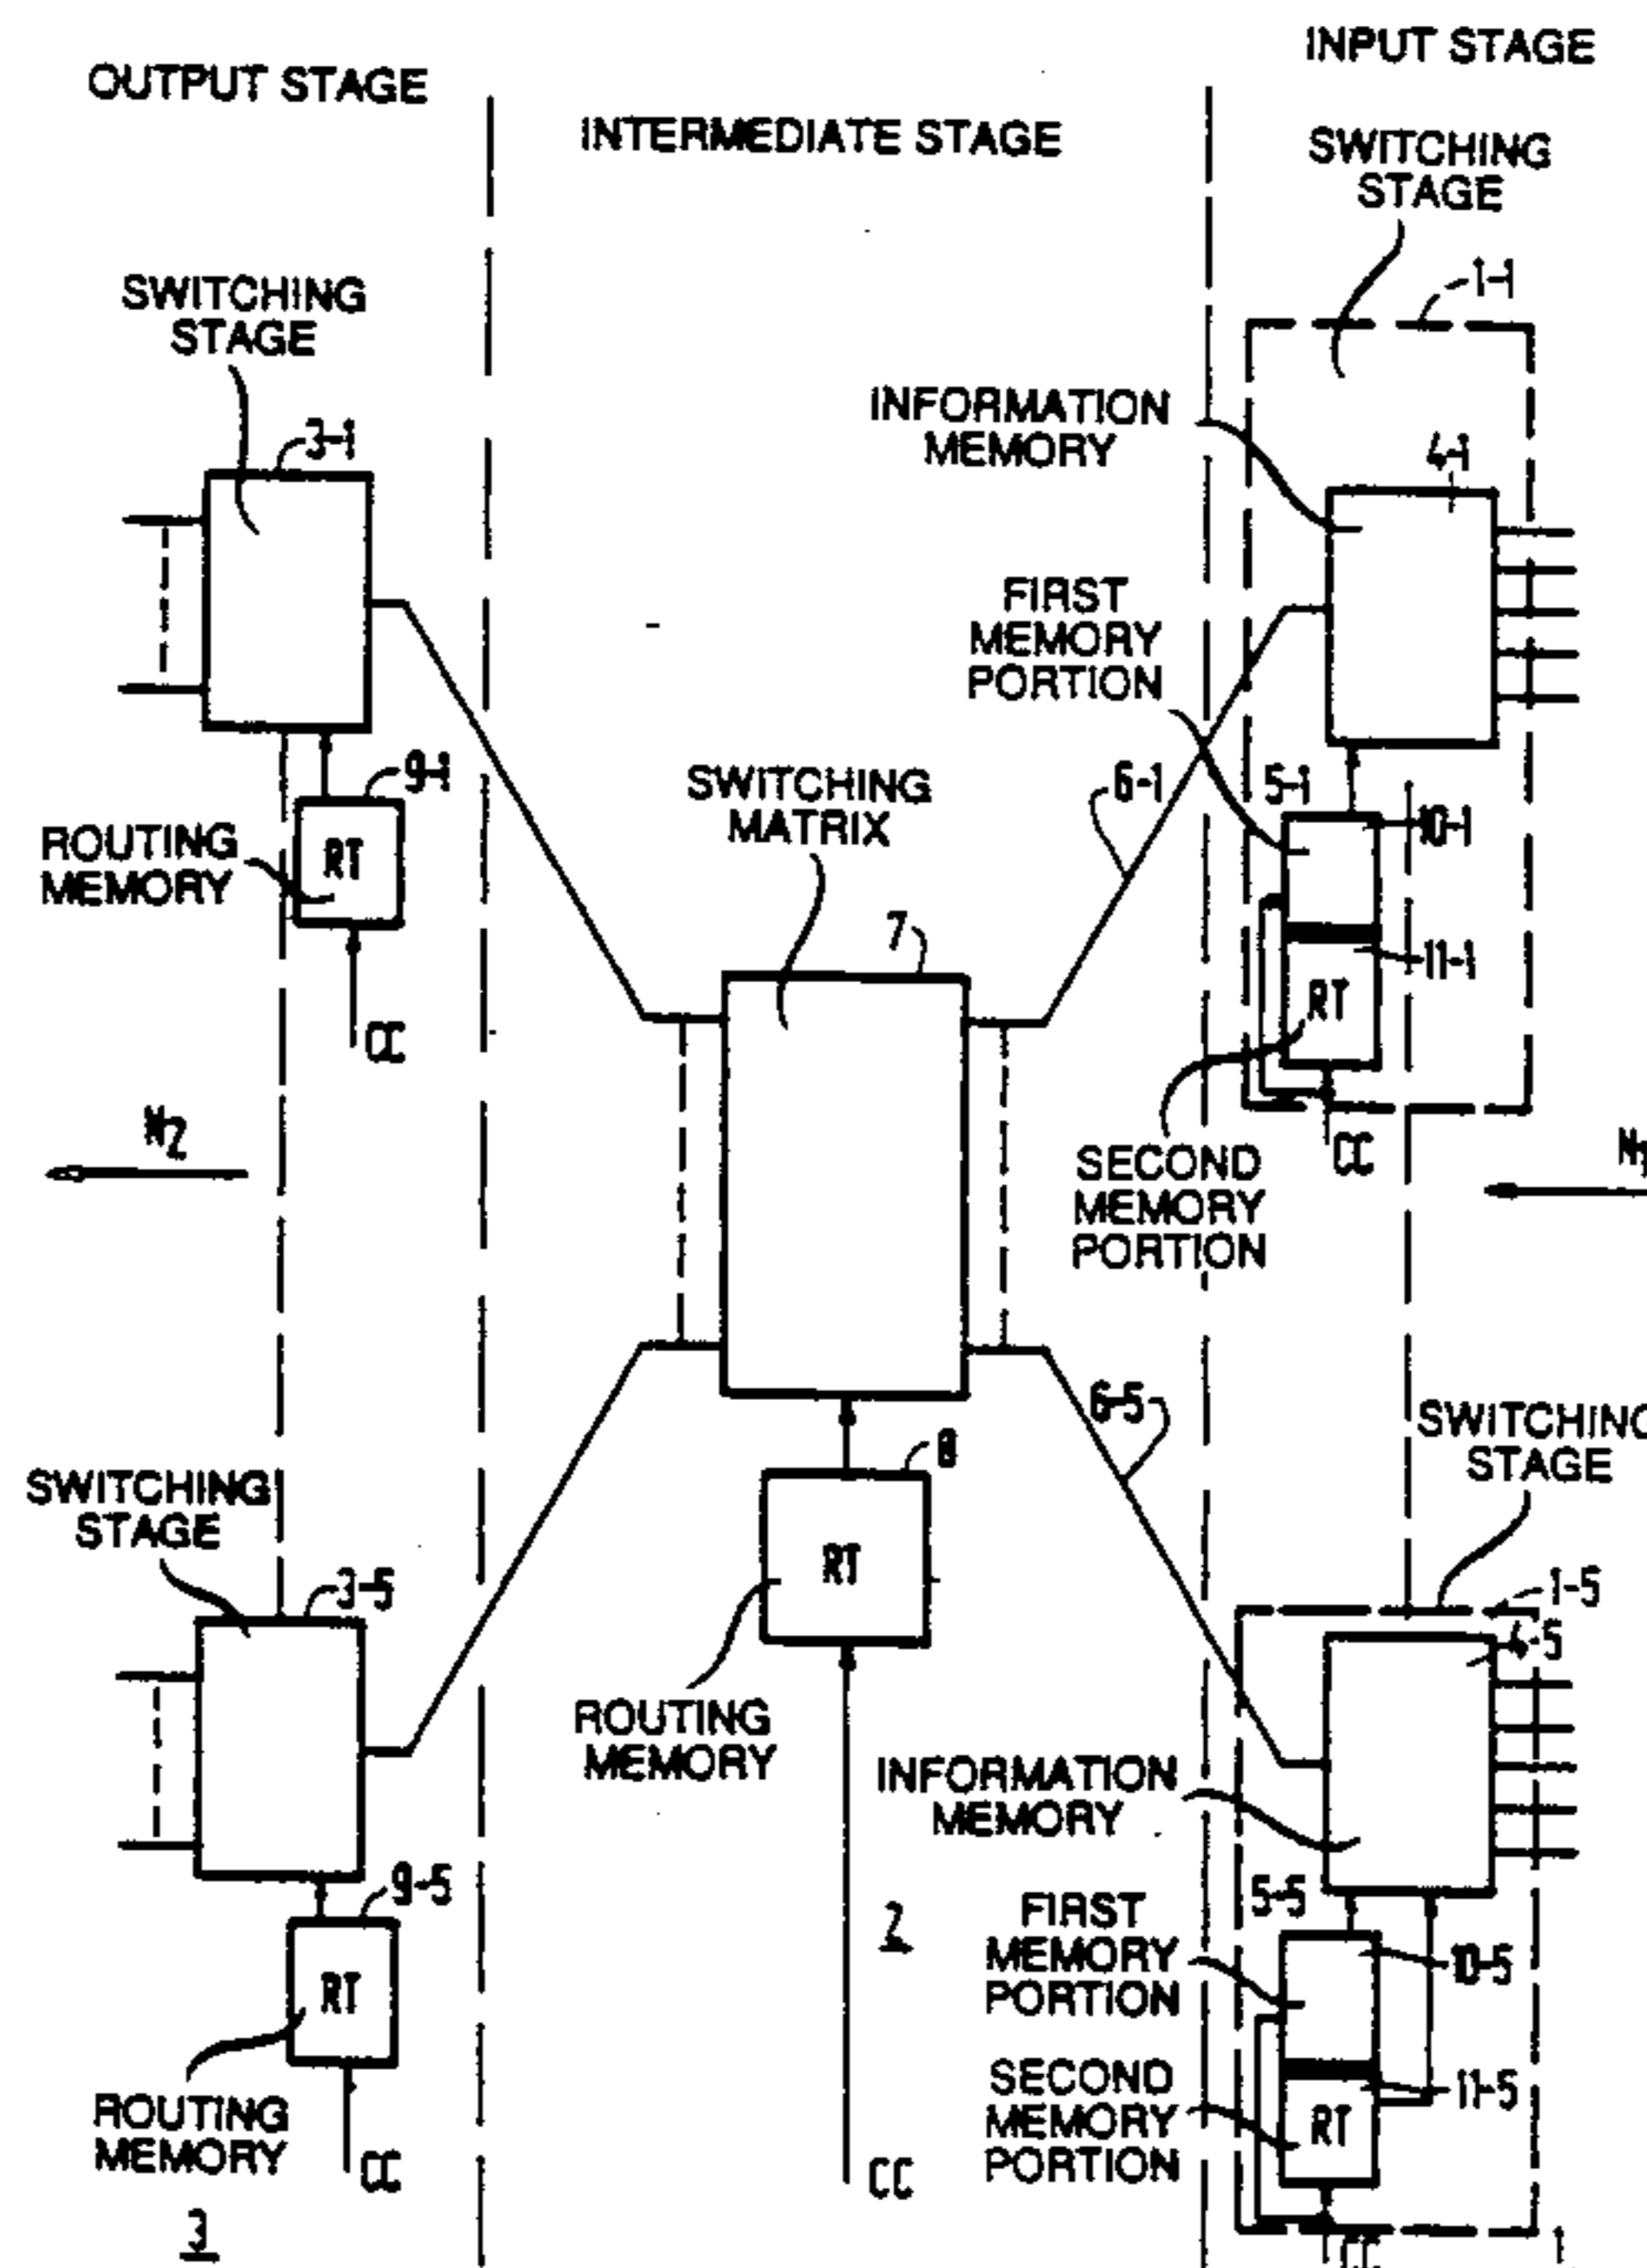 OUTPUT STAGE
INTERMEDIATE STAGE
INPUT STAGE
SWITCHING
STAGE
1-1
SWITCHING
STAGE
3-1
INFORMATION
MEMORY
4-1
FIRST
MEMORY
PORTION
9-1
ROUTING
MEMORY
RT
CC
SWITCHING
MATRIX
7
6-1
5-1
10-1
11-1
RT
CC
N2
SECOND
MEMORY
PORTION
SWITCHING
STAGE
3-5
6-5
8
RT
ROUTING
MEMORY
STAGE
1-5
4-5
INFORMATION
MEMORY
9-5
RT
ROUTING
MEMORY
CC
2
CC
5-5
FIRST
MEMORY
PORTION
10-5
SECOND
MEMORY
PORTION
11-5
RT
3